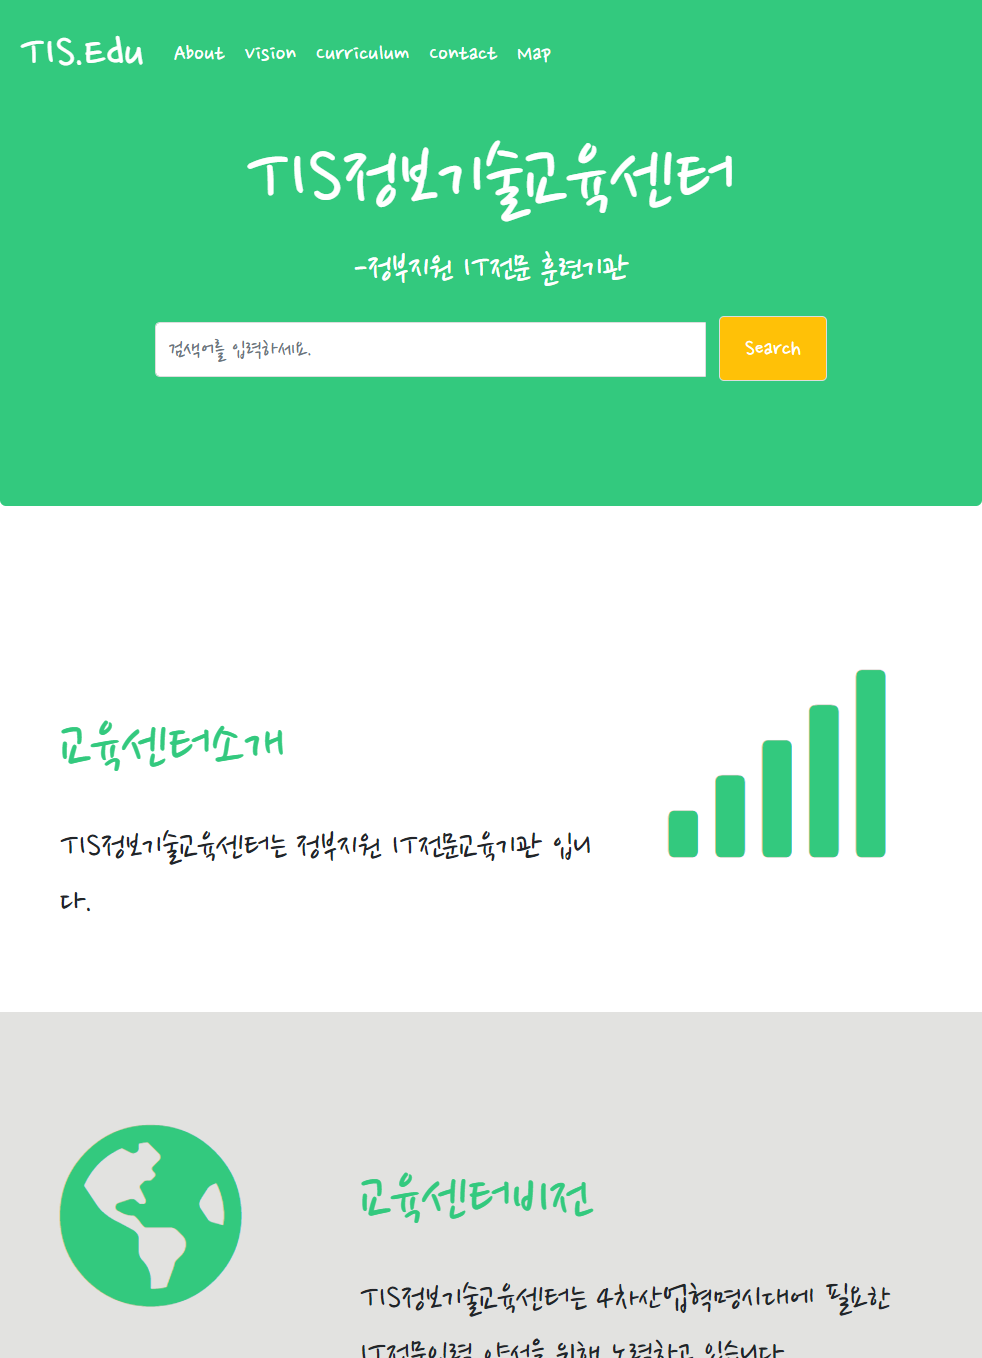 TIS.Edu About Vision Curriculum Contact Map
TIS정보기술교육센터
-정부지원 IT전문 훈련기관
검색어를 입력하세요. Search
교육센터소개
TIS정보기술교육센터는 정부지원 IT전문교육기관 입니
다.
교육센터비전
TIS정보기술교육센터는 4차산업혁명시대에 필요한
IT전문인력 양성을 위해 노력하고 있습니다